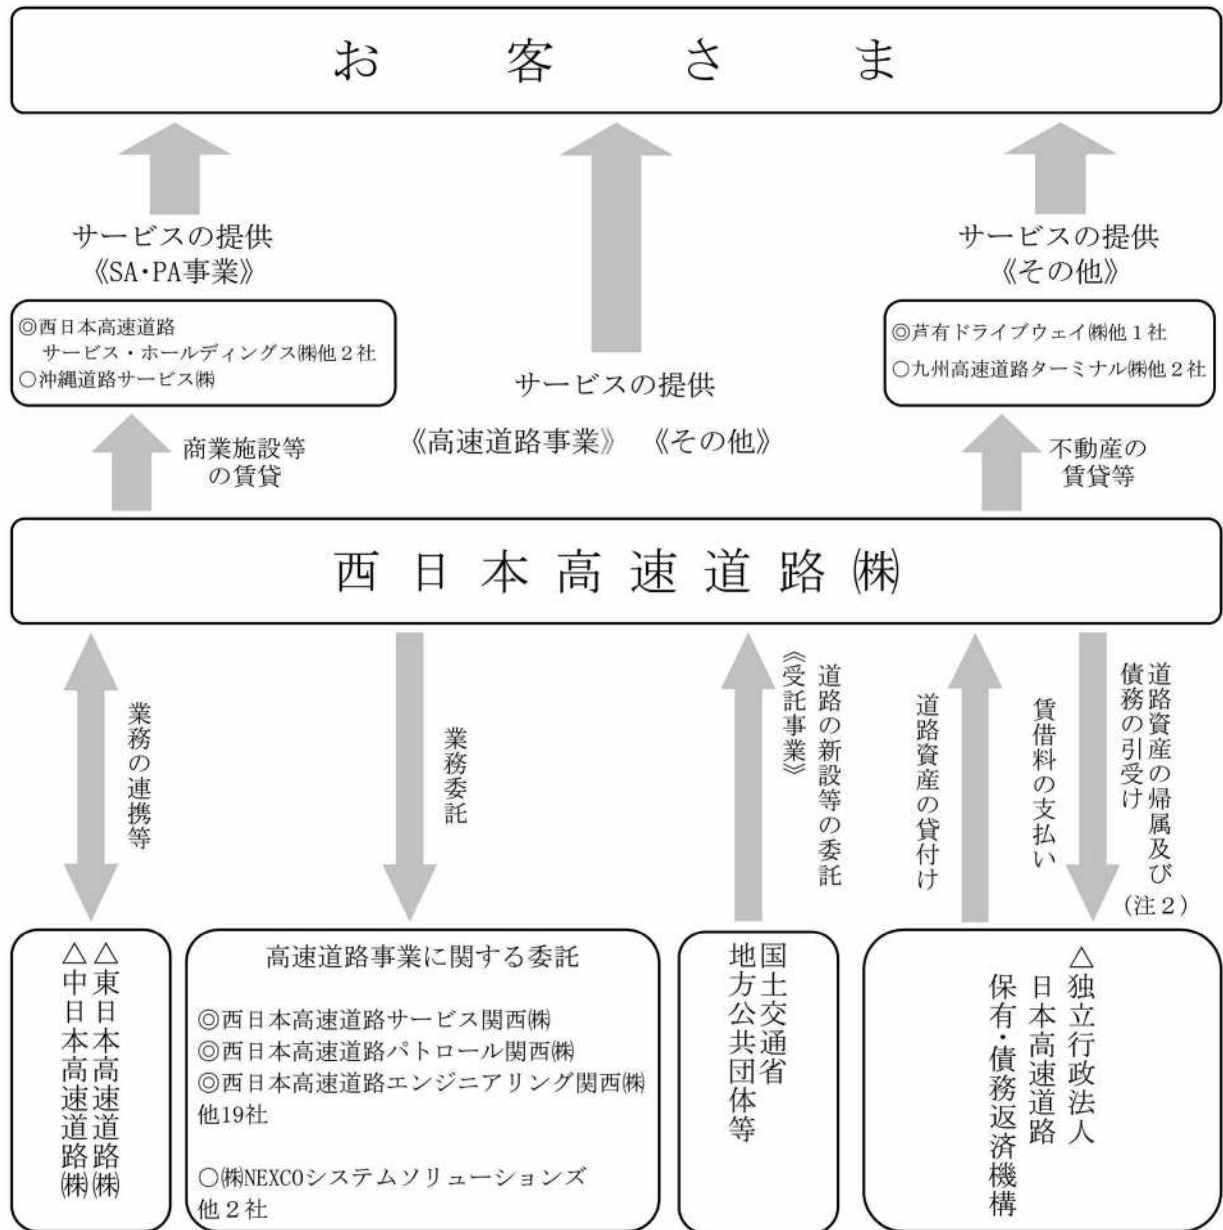 お客さま
サービスの提供
《SA・PA事業》
サービスの提供
《その他》
◎西日本高速道路
サービス・ホールディングス㈱他２社
○沖縄道路サービス㈱
◎芦有ドライブウェイ㈱他１社
○九州高速道路ターミナル㈱他２社
サービスの提供
《高速道路事業》 《その他》
商業施設等
の賃貸
不動産の
賃貸等
西日本高速道路㈱
業務の連携等
業務委託
道路の新設等の委託
《受託事業》
道路資産の貸付け
賃借料の支払い
道路資産の帰属及び
債務の引受け
(注２)
△東日本高速道路㈱
△中日本高速道路㈱
高速道路事業に関する委託
◎西日本高速道路サービス関西㈱
◎西日本高速道路パトロール関西㈱
◎西日本高速道路エンジニアリング関西㈱
他19社
○㈱NEXCOシステムソリューションズ
他２社
国土交通省
地方公共団体等
△独立行政法人
日本高速道路
保有・債務返済機構